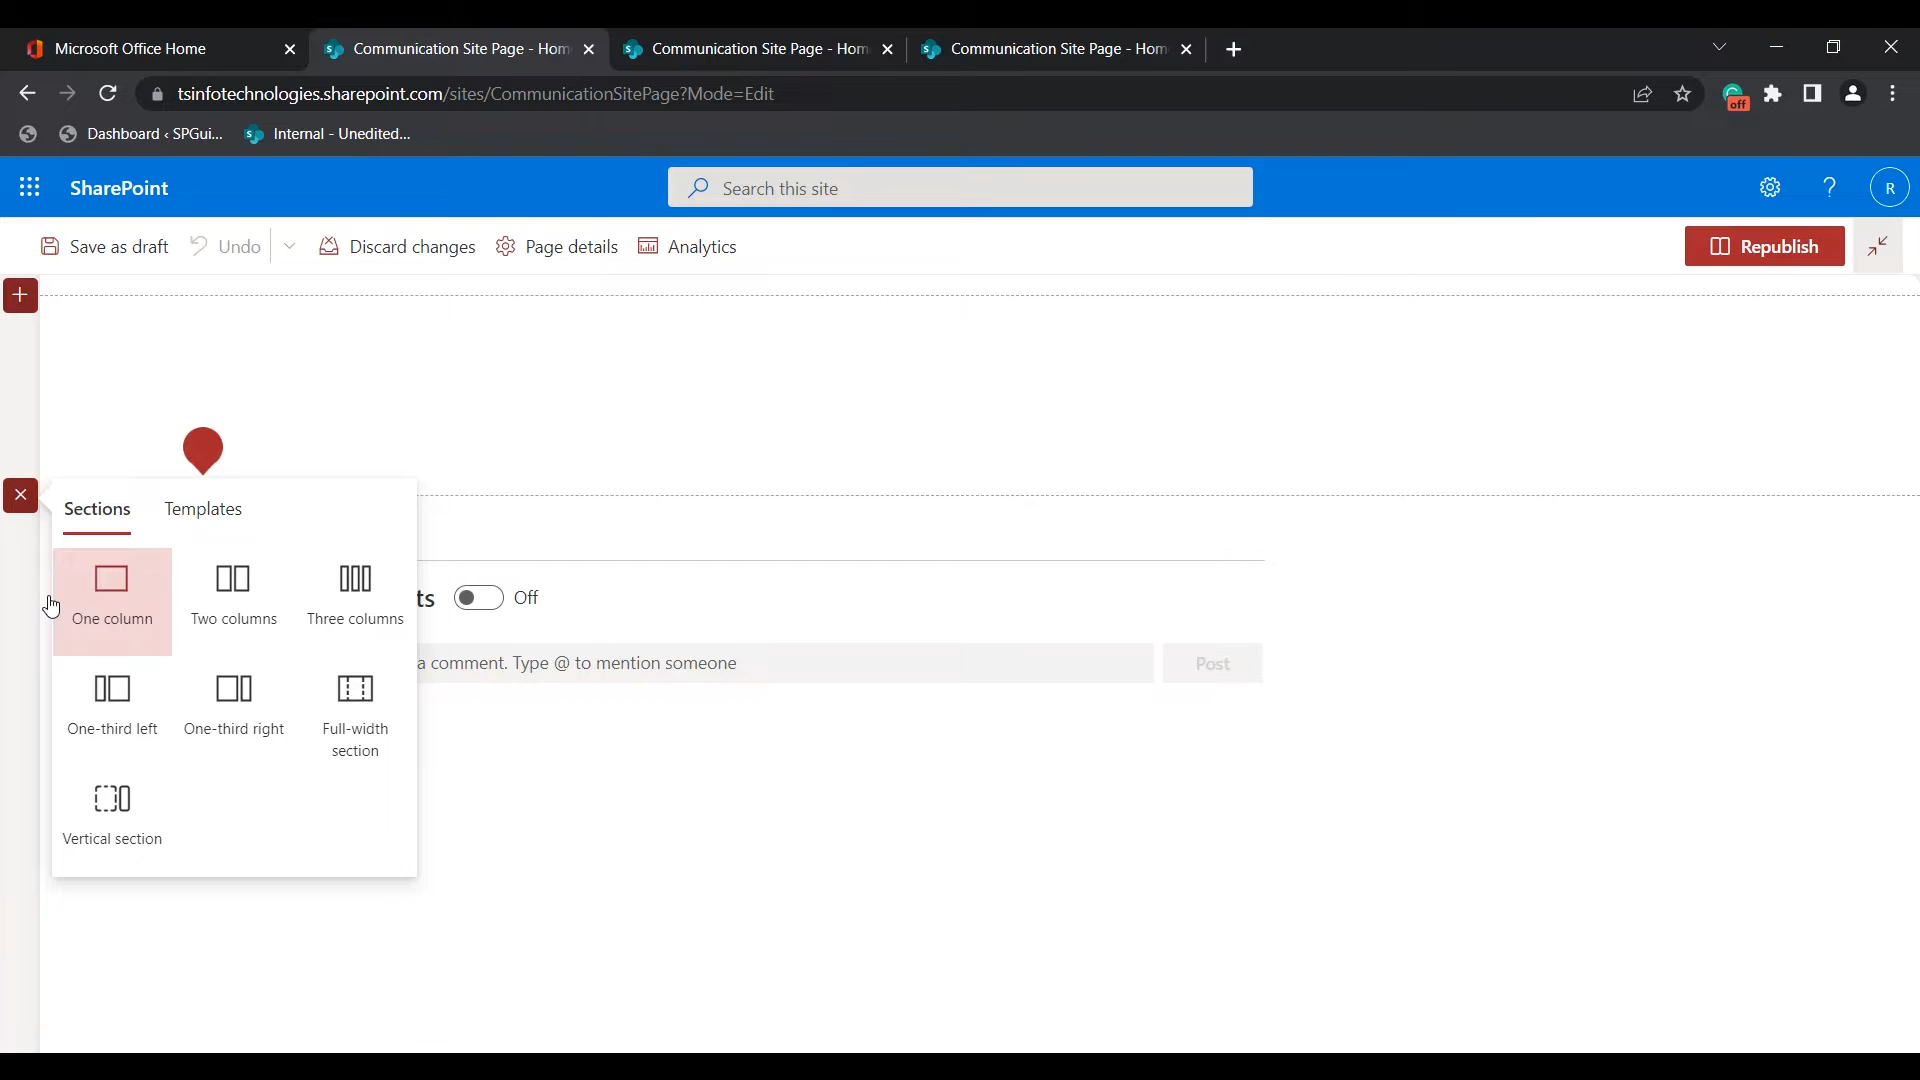 Microsoft Office Home
Communication Site Page - Hom
Communication Site Page - Hom
Communication Site Page - Hom
tsinfotechnologies.sharepoint.com/sites/CommunicationSitePage?Mode=Edit
off
Dashboard ‹ SPGui...
Internal - Unedited...
SharePoint
Search this site
R
Save as draft
Undo
Discard changes
Page details
Analytics
Republish
Sections
Templates
One column
Two columns
Three columns
ts
Off
a comment. Type @ to mention someone
Post
One-third left
One-third right
Full-width
section
Vertical section